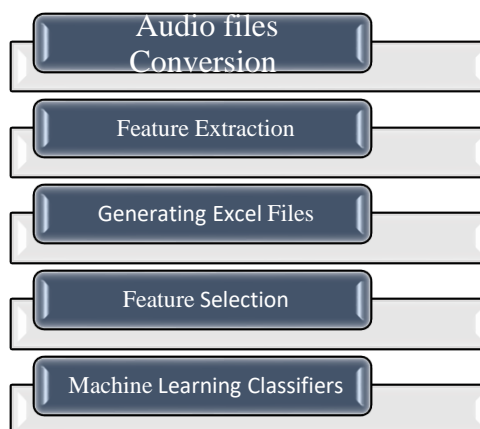 Audio files
Conversion
Feature Extraction
Generating Excel Files
Feature Selection
Machine Learning Classifiers